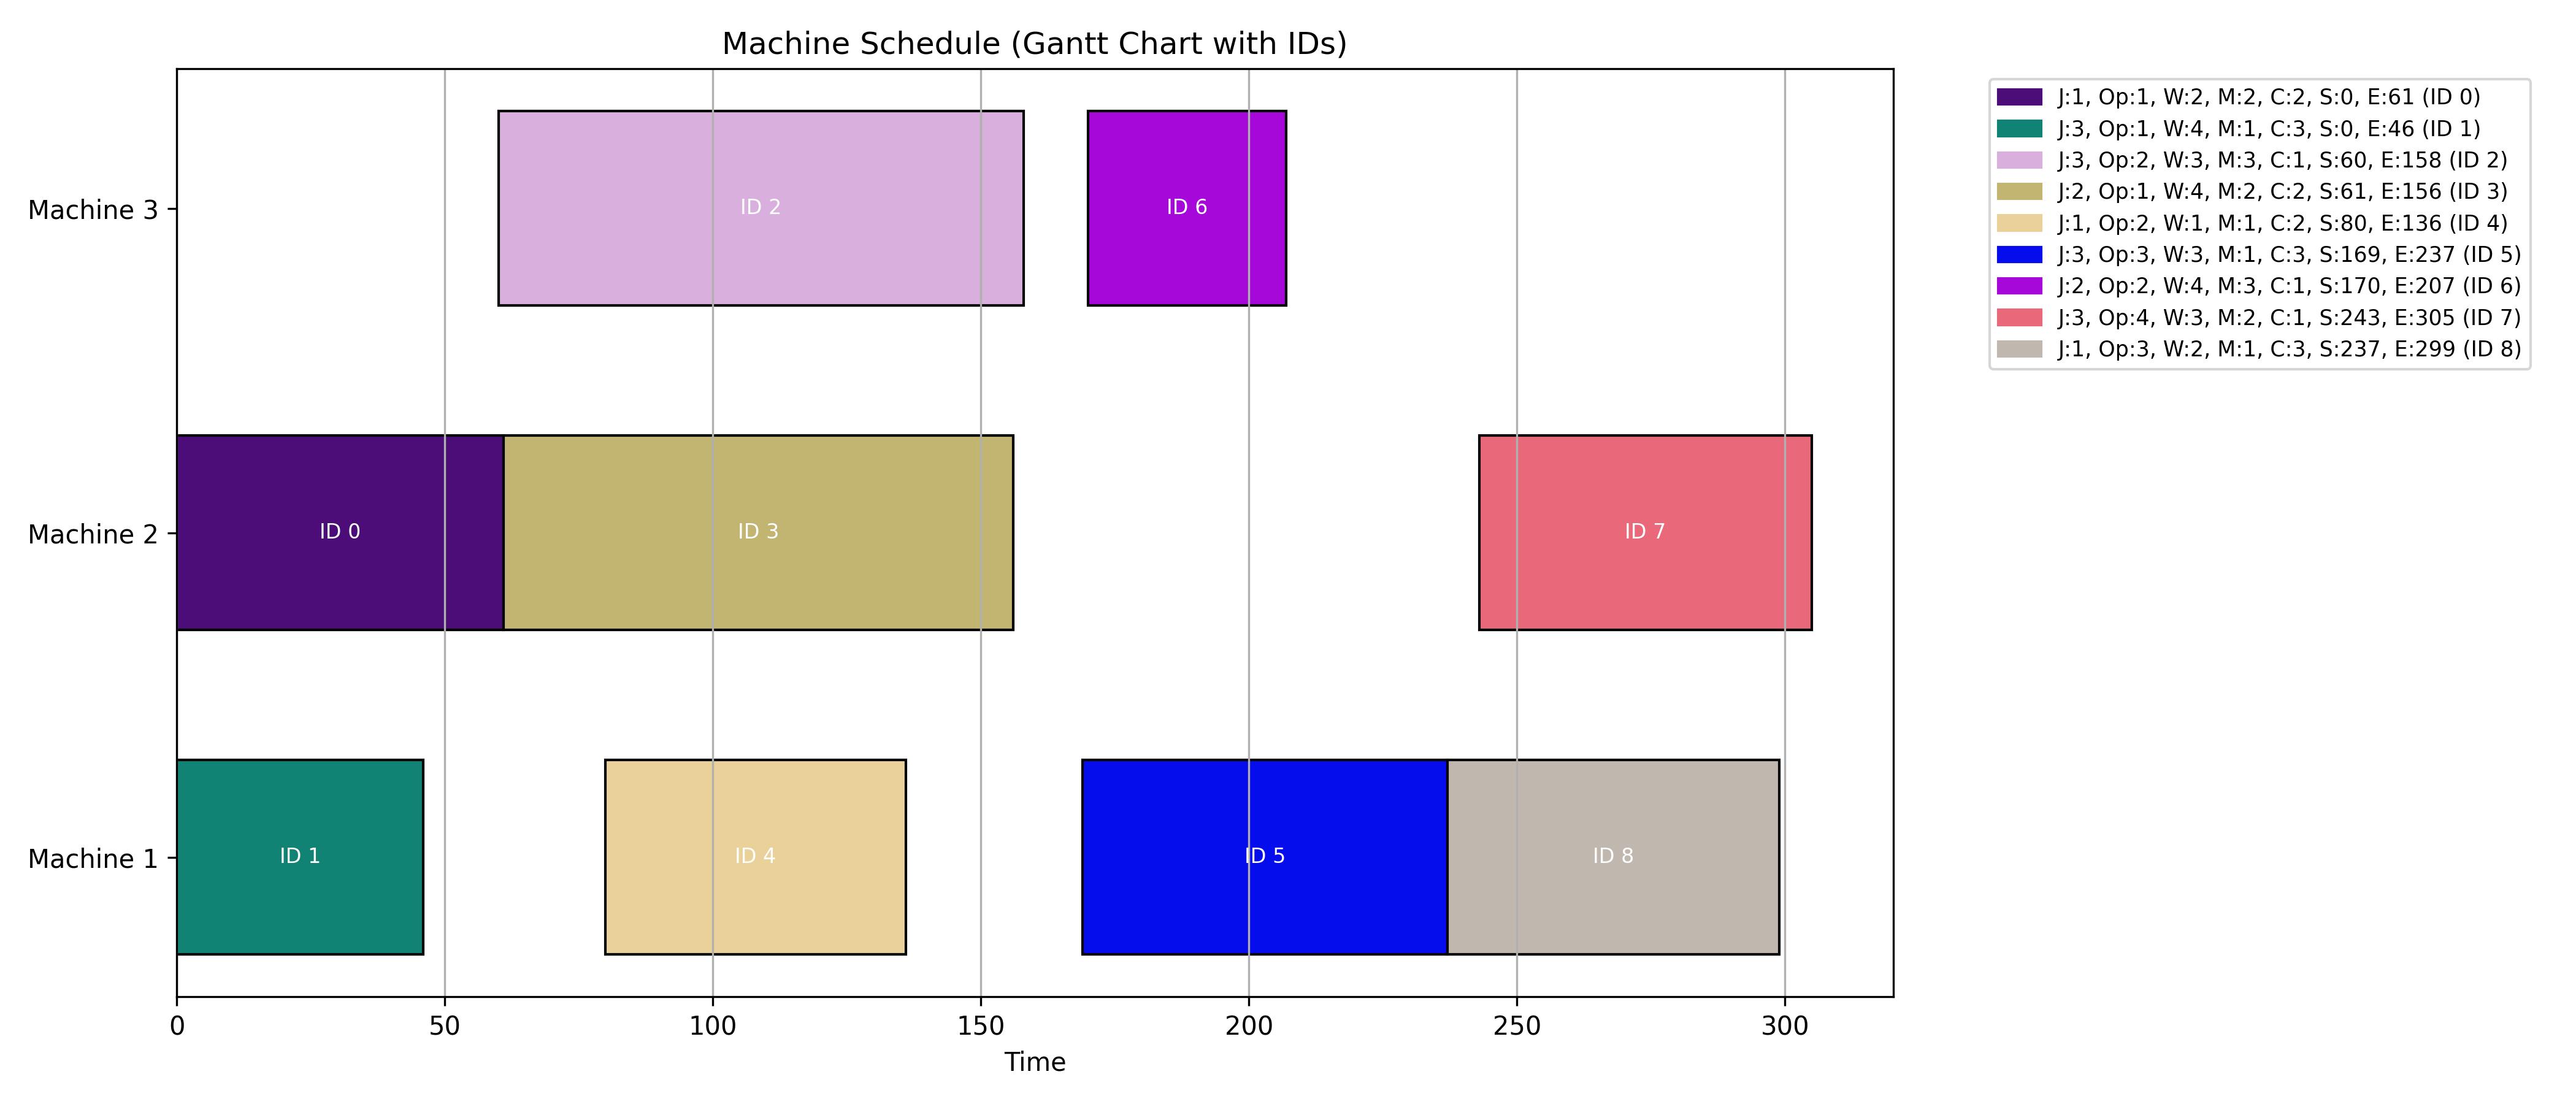 Machine Schedule (Gantt Chart with IDs)
Machine 3
Machine 2
Machine 1
ID 2
ID 6
ID 0
ID 3
ID 7
ID 1
ID 4
ID 5
ID 8
0
50
100
150
200
250
300
Time
J:1, Op:1, W:2, M:2, C:2, S:0, E:61 (ID 0)
J:3, Op:1, W:4, M:1, C:3, S:0, E:46 (ID 1)
J:3, Op:2, W:3, M:3, C:1, S:60, E:158 (ID 2)
J:2, Op:1, W:4, M:2, C:2, S:61, E:156 (ID 3)
J:1, Op:2, W:1, M:1, C:2, S:80, E:136 (ID 4)
J:3, Op:3, W:3, M:1, C:3, S:169, E:237 (ID 5)
J:2, Op:2, W:4, M:3, C:1, S:170, E:207 (ID 6)
J:3, Op:4, W:3, M:2, C:1, S:243, E:305 (ID 7)
J:1, Op:3, W:2, M:1, C:3, S:237, E:299 (ID 8)